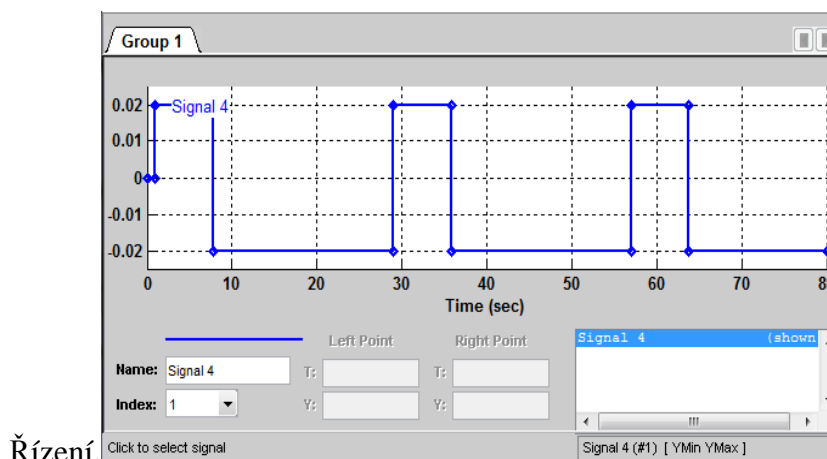 Group 1
0.02
Signal 4
0.01
0
-0.01
-0.02
0 10 20 30 40 50 60 70
Time (sec)
Left Point Right Point
Name: Signal 4 T: T:
Index: 1 Y: Y:
Signal 4 (shown
Click to select signal
Signal 4 (#1) [ YMin YMax ]
Řízení